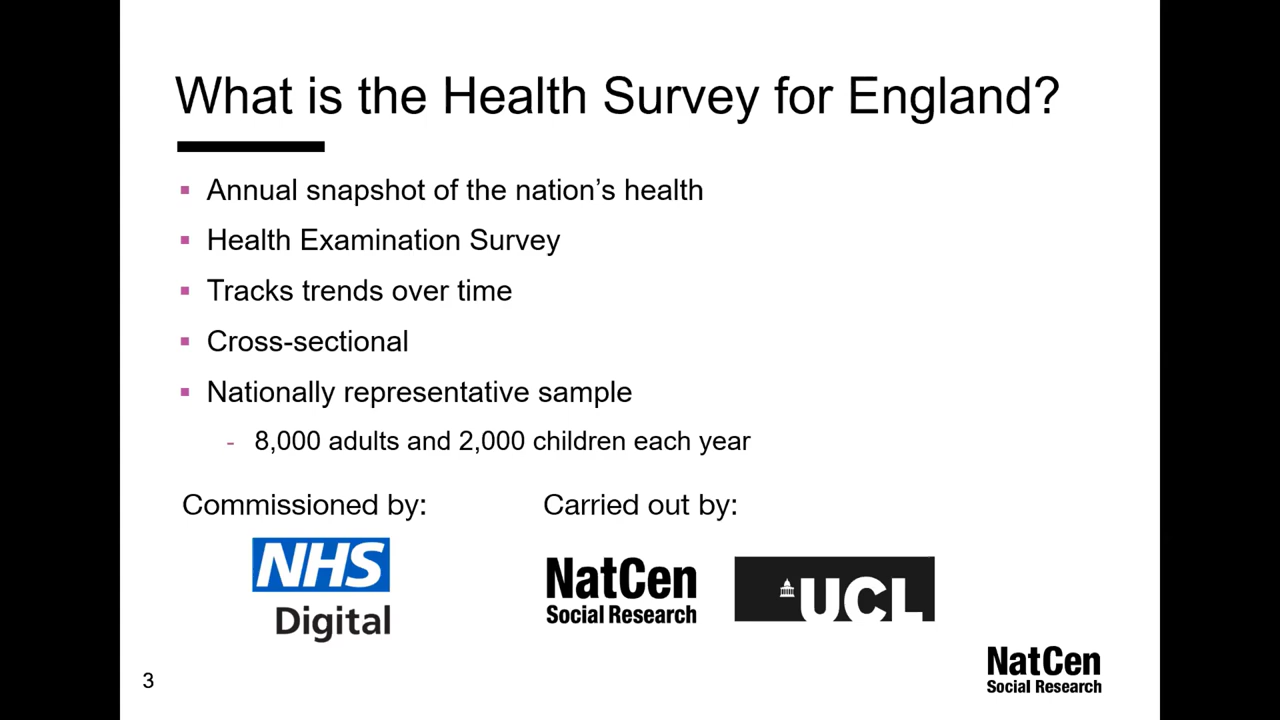 What is the Health Survey for England?
Annual snapshot of the nation’s health
Health Examination Survey
Tracks trends over time
Cross-sectional
Nationally representative sample
- 8,000 adults and 2,000 children each year
Commissioned by:
Carried out by:
NHS
Digital
NatCen
Social Research
UCL
NatCen
Social Research
3